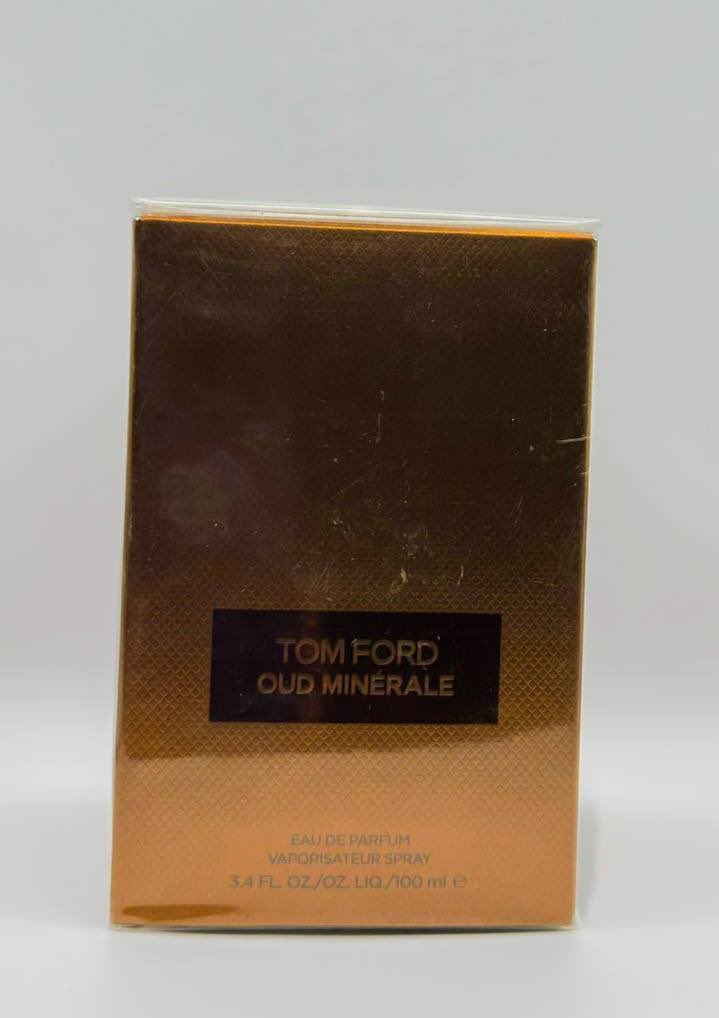 TOM FORD
OUD MINÉRALE
EAU DE PARFUM
VAPORISATEUR SPRAY
3.4 FL. OZ./OZ. LIQ./100 ml ℮